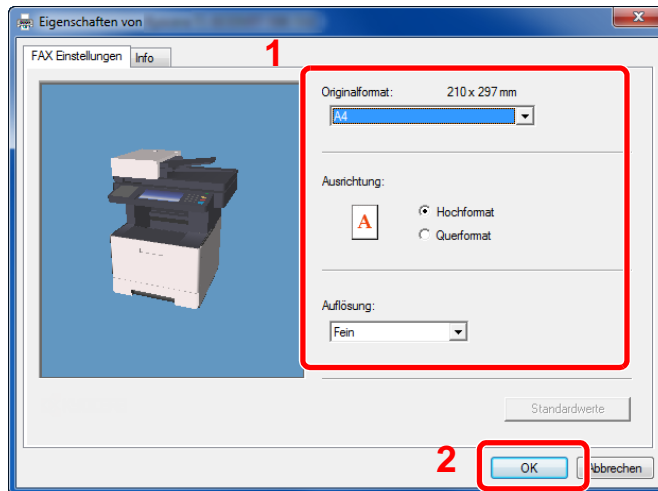 Eigenschaften von
FAX Einstellungen Info
1
Originalformat: 210 x 297 mm
A4
Ausrichtung:
A
Hochformat
Querformat
Auflösung:
Fein
Standardwerte
2
OK Abbrechen